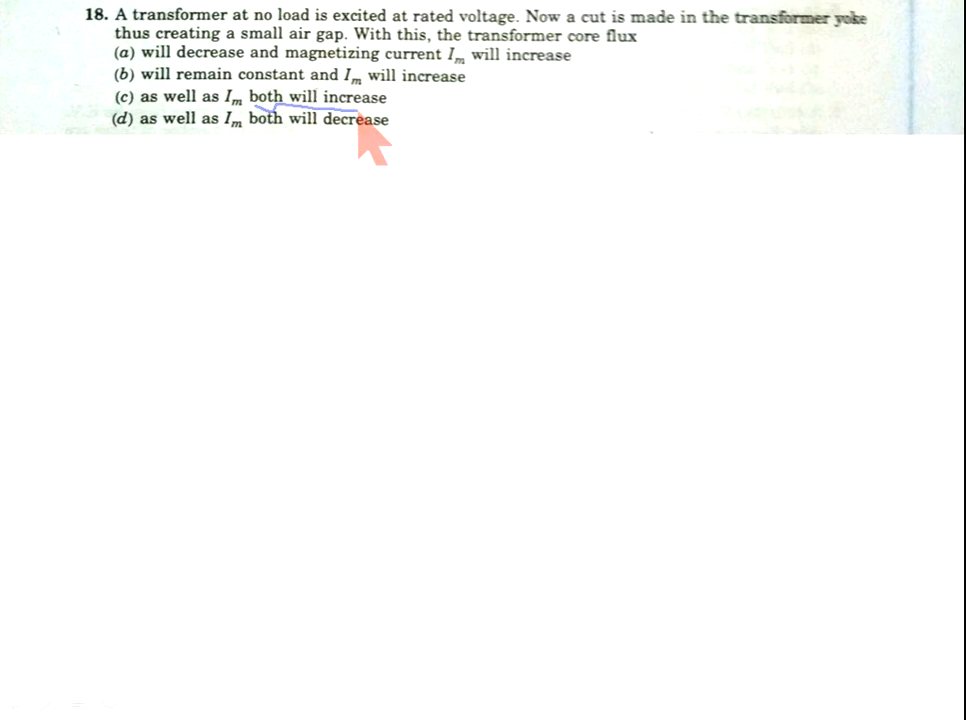 18. A transformer at no load is excited at rated voltage. Now a cut is made in the transformer yoke
thus creating a small air gap. With this, the transformer core flux
(a) will decrease and magnetizing current Im will increase
(b) will remain constant and Im will increase
(c) as well as Im both will increase
(d) as well as Im both will decrease